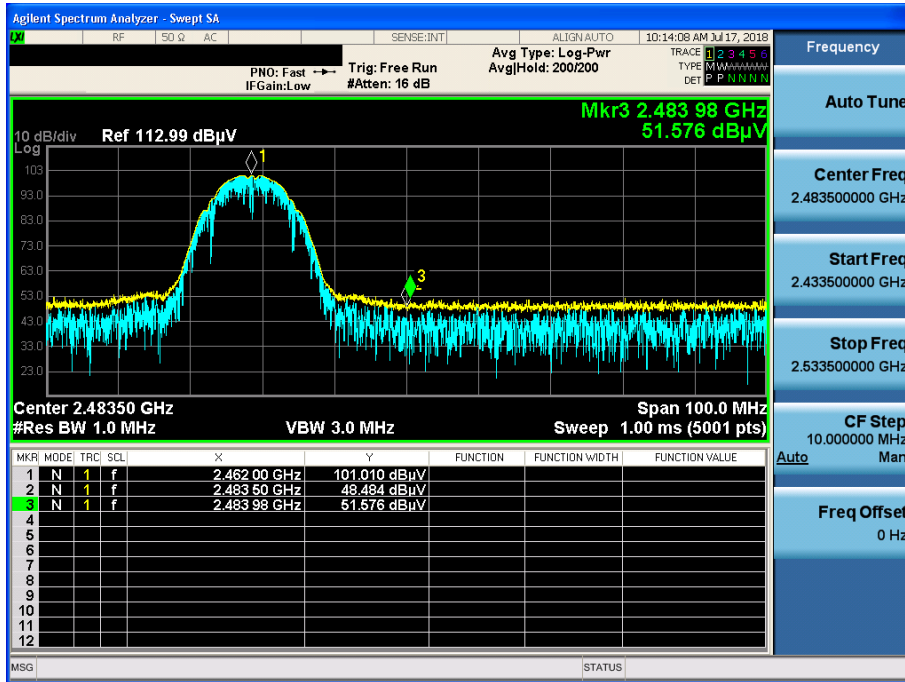 Agilent Spectrum Analyzer - Swept SA
LXI RF 50 Ω AC SENSE:INT ALIGN AUTO 10:14:08 AM Jul 17, 2018
PNO: Fast Trig: Free Run Avg Type: Log-Pwr TRACE 1 2 3 4 5 6
IFGain:Low #Atten: 16 dB Avg|Hold: 200/200 TYPE M W
DET P P N N N N
Mkr3 2.483 98 GHz
51.576 dBµV
10 dB/div Ref 112.99 dBµV
Log
103
93.0
83.0
73.0
63.0
53.0
43.0
33.0
23.0
1
3
Center 2.48350 GHz Span 100.0 MHz
#Res BW 1.0 MHz VBW 3.0 MHz Sweep 1.00 ms (5001 pts)
MKR MODE TRC SCL X Y FUNCTION FUNCTION WIDTH FUNCTION VALUE
1 N 1 f 2.462 00 GHz 101.010 dBµV
2 N 1 f 2.483 50 GHz 48.484 dBµV
3 N 1 f 2.483 98 GHz 51.576 dBµV
4
5
6
7
8
9
10
11
12
MSG STATUS
Frequency
Auto Tune
Center Freq
2.483500000 GHz
Start Freq
2.433500000 GHz
Stop Freq
2.533500000 GHz
CF Step
10.000000 MHz
Auto Man
Freq Offset
0 Hz